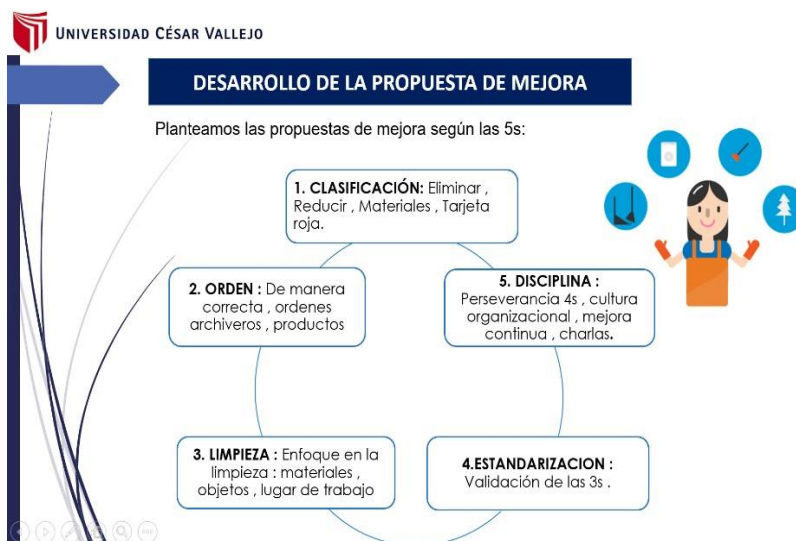 UNIVERSIDAD CÉSAR VALLEJO
DESARROLLO DE LA PROPUESTA DE MEJORA
Planteamos las propuestas de mejora según las 5s:
1. CLASIFICACIÓN: Eliminar ,
Reducir , Materiales , Tarjeta
roja.
2. ORDEN : De manera
correcta , ordenes
archiveros , productos
3. LIMPIEZA : Enfoque en la
limpieza : materiales ,
objetos , lugar de trabajo
4.ESTANDARIZACION :
Validación de las 3s .
5. DISCIPLINA :
Perseverancia 4s , cultura
organizacional , mejora
continua , charlas.